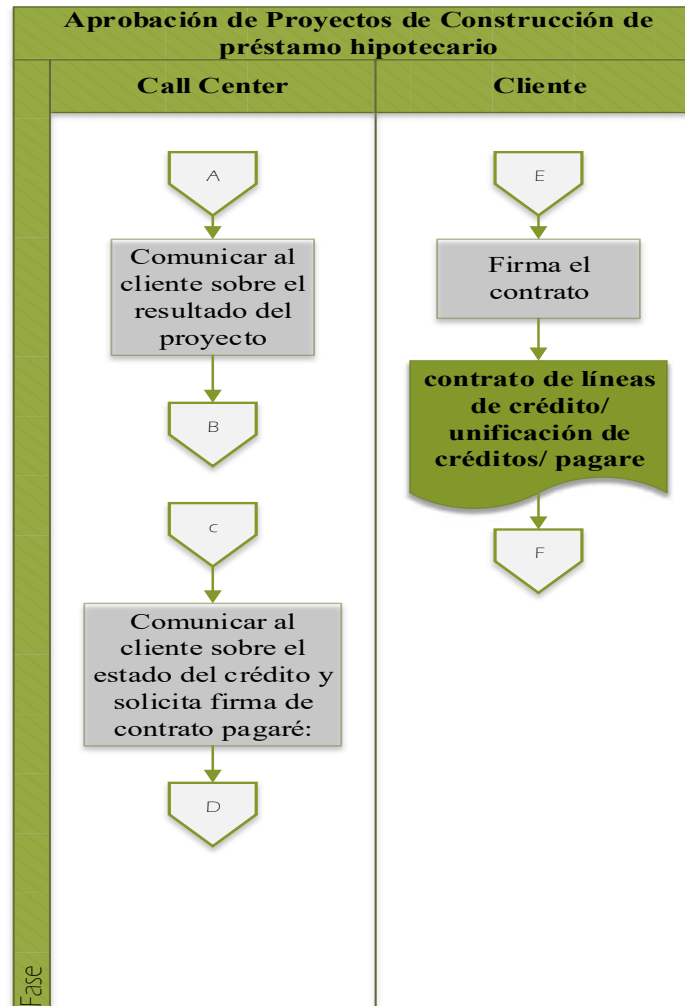 Aprobación de Proyectos de Construcción de
préstamo hipotecario
Call Center
Cliente
A
Comunicar al
cliente sobre el
resultado del
proyecto
B
C
Comunicar al
cliente sobre el
estado del crédito y
solicita firma de
contrato pagaré:
D
E
Firma el
contrato
contrato de líneas
de crédito/
unificación de
créditos/ pagare
F
Fase